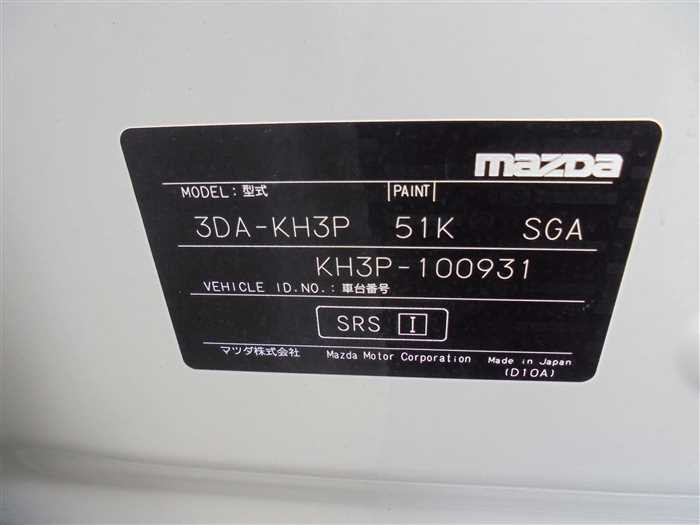 mazda
MODEL: 型式 PAINT
3DA-KH3P 51K SGA
KH3P-100931
VEHICLE ID.NO.: 車台番号
SRS I
マツダ株式会社 Mazda Motor Corporation Made in Japan
(D10A)